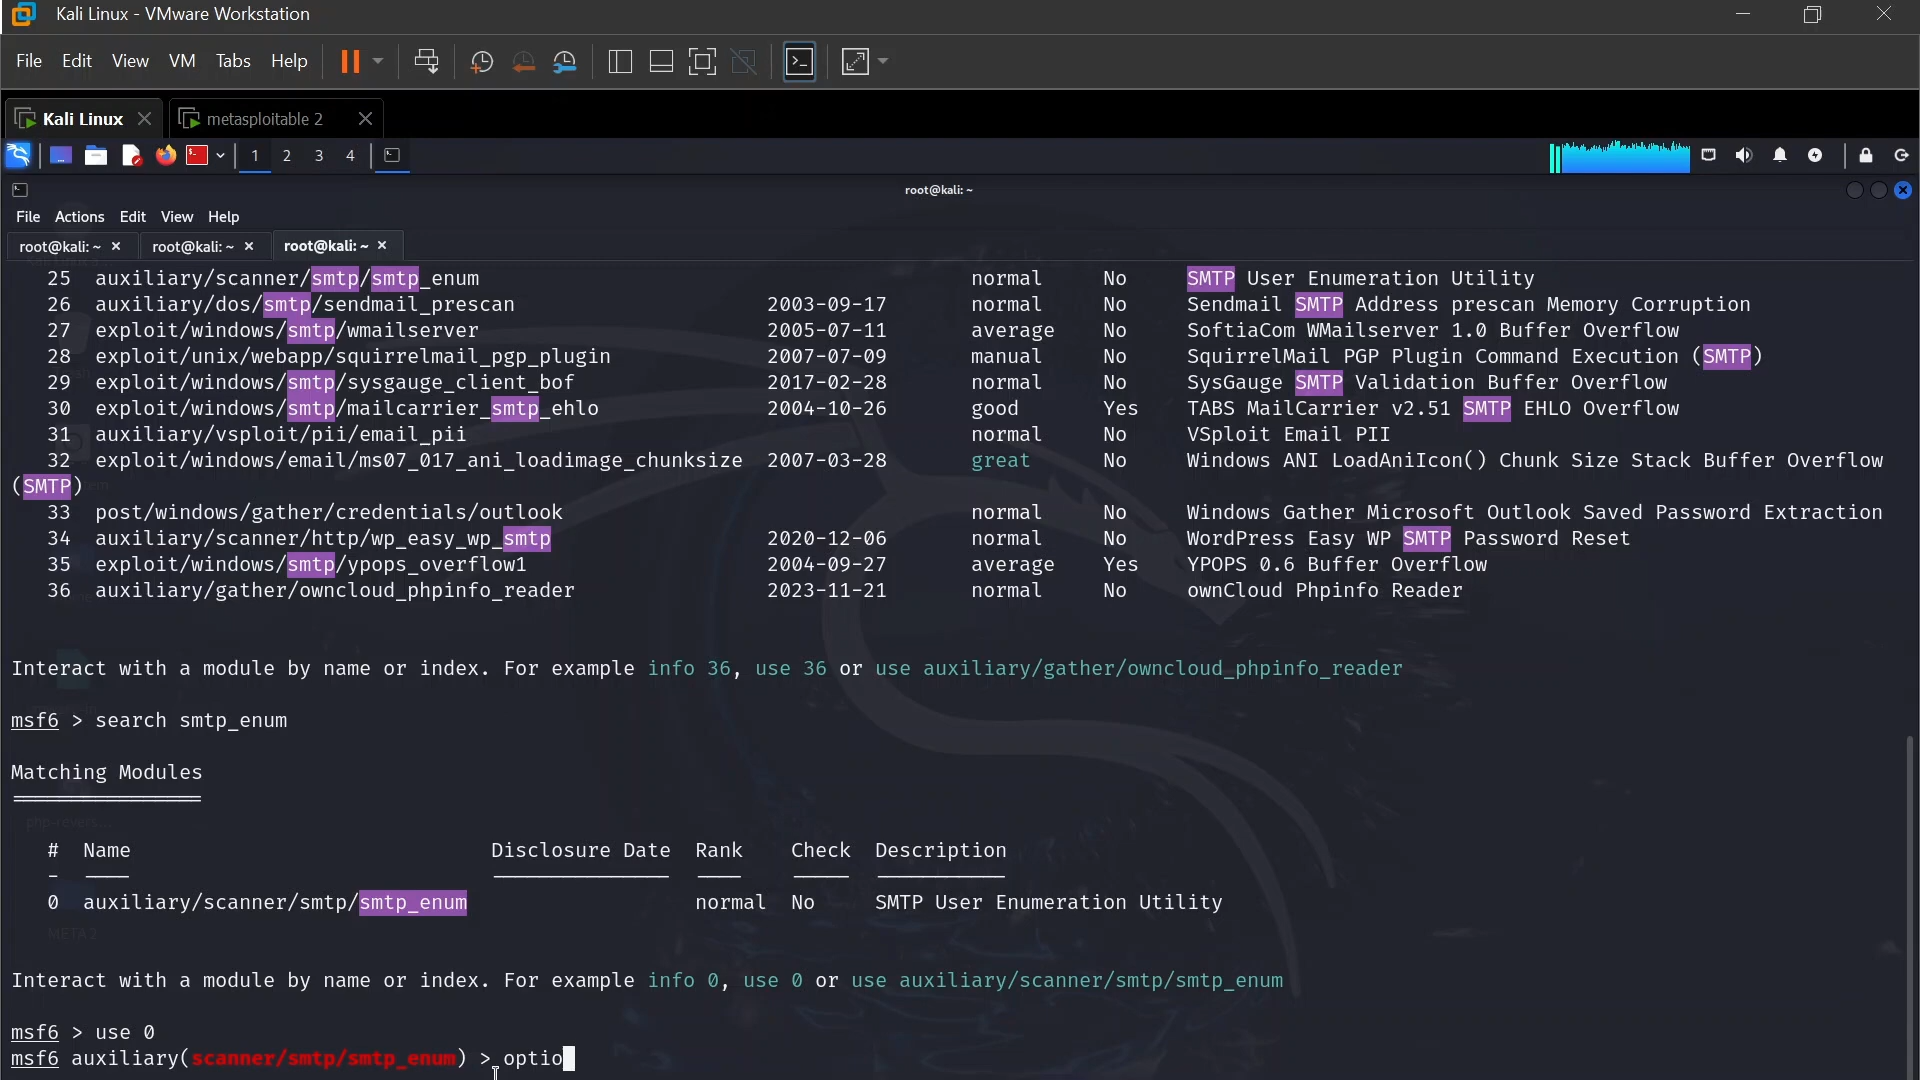 Kali Linux - VMware Workstation
File Edit View VM Tabs Help
Kali Linux metasploitable 2
1 2 3 4
root@kali: ~
File Actions Edit View Help
root@kali: ~ root@kali: ~ root@kali: ~
25 auxiliary/scanner/smtp/smtp_enum normal No SMTP User Enumeration Utility
26 auxiliary/dos/smtp/sendmail_prescan 2003-09-17 normal No Sendmail SMTP Address prescan Memory Corruption
27 exploit/windows/smtp/wmailserver 2005-07-11 average No SoftiaCom WMailserver 1.0 Buffer Overflow
28 exploit/unix/webapp/squirrelmail_pgp_plugin 2007-07-09 manual No SquirrelMail PGP Plugin Command Execution (SMTP)
29 exploit/windows/smtp/sysgauge_client_bof 2017-02-28 normal No SysGauge SMTP Validation Buffer Overflow
30 exploit/windows/smtp/mailcarrier_smtp_ehlo 2004-10-26 good Yes TABS MailCarrier v2.51 SMTP EHLO Overflow
31 auxiliary/vsploit/pii/email_pii normal No VSploit Email PII
32 exploit/windows/email/ms07_017_ani_loadimage_chunksize 2007-03-28 great No Windows ANI LoadAniIcon() Chunk Size Stack Buffer Overflow
(SMTP)
33 post/windows/gather/credentials/outlook normal No Windows Gather Microsoft Outlook Saved Password Extraction
34 auxiliary/scanner/http/wp_easy_wp_smtp 2020-12-06 normal No WordPress Easy WP SMTP Password Reset
35 exploit/windows/smtp/ypops_overflow1 2004-09-27 average Yes YPOPS 0.6 Buffer Overflow
36 auxiliary/gather/owncloud_phpinfo_reader 2023-11-21 normal No ownCloud Phpinfo Reader
Interact with a module by name or index. For example info 36, use 36 or use auxiliary/gather/owncloud_phpinfo_reader
msf6 > search smtp_enum
Matching Modules
================
php-revers...
# Name Disclosure Date Rank Check Description
- ---- --------------- ---- ----- -----------
0 auxiliary/scanner/smtp/smtp_enum normal No SMTP User Enumeration Utility
META 2
Interact with a module by name or index. For example info 0, use 0 or use auxiliary/scanner/smtp/smtp_enum
msf6 > use 0
msf6 auxiliary(scanner/smtp/smtp_enum) > optio